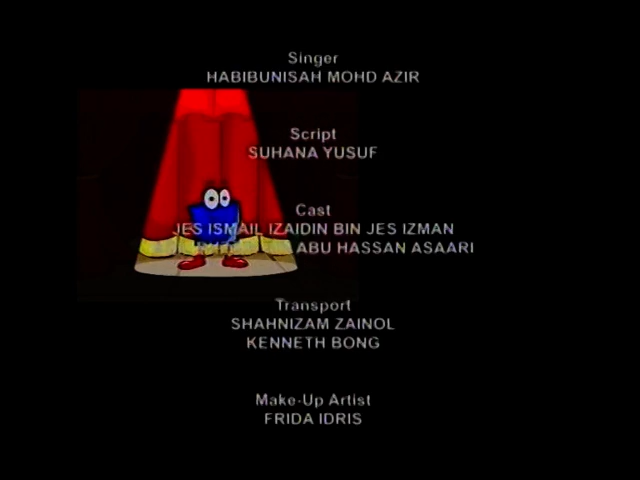 Singer
HABIBUNISAH MOHD AZIR
Script
SUHANA YUSUF
Cast
JES ISMAIL IZAIDIN BIN JES IZMAN
ABU HASSAN ASAARI
Transport
SHAHNIZAM ZAINOL
KENNETH BONG
Make-Up Artist
FRIDA IDRIS